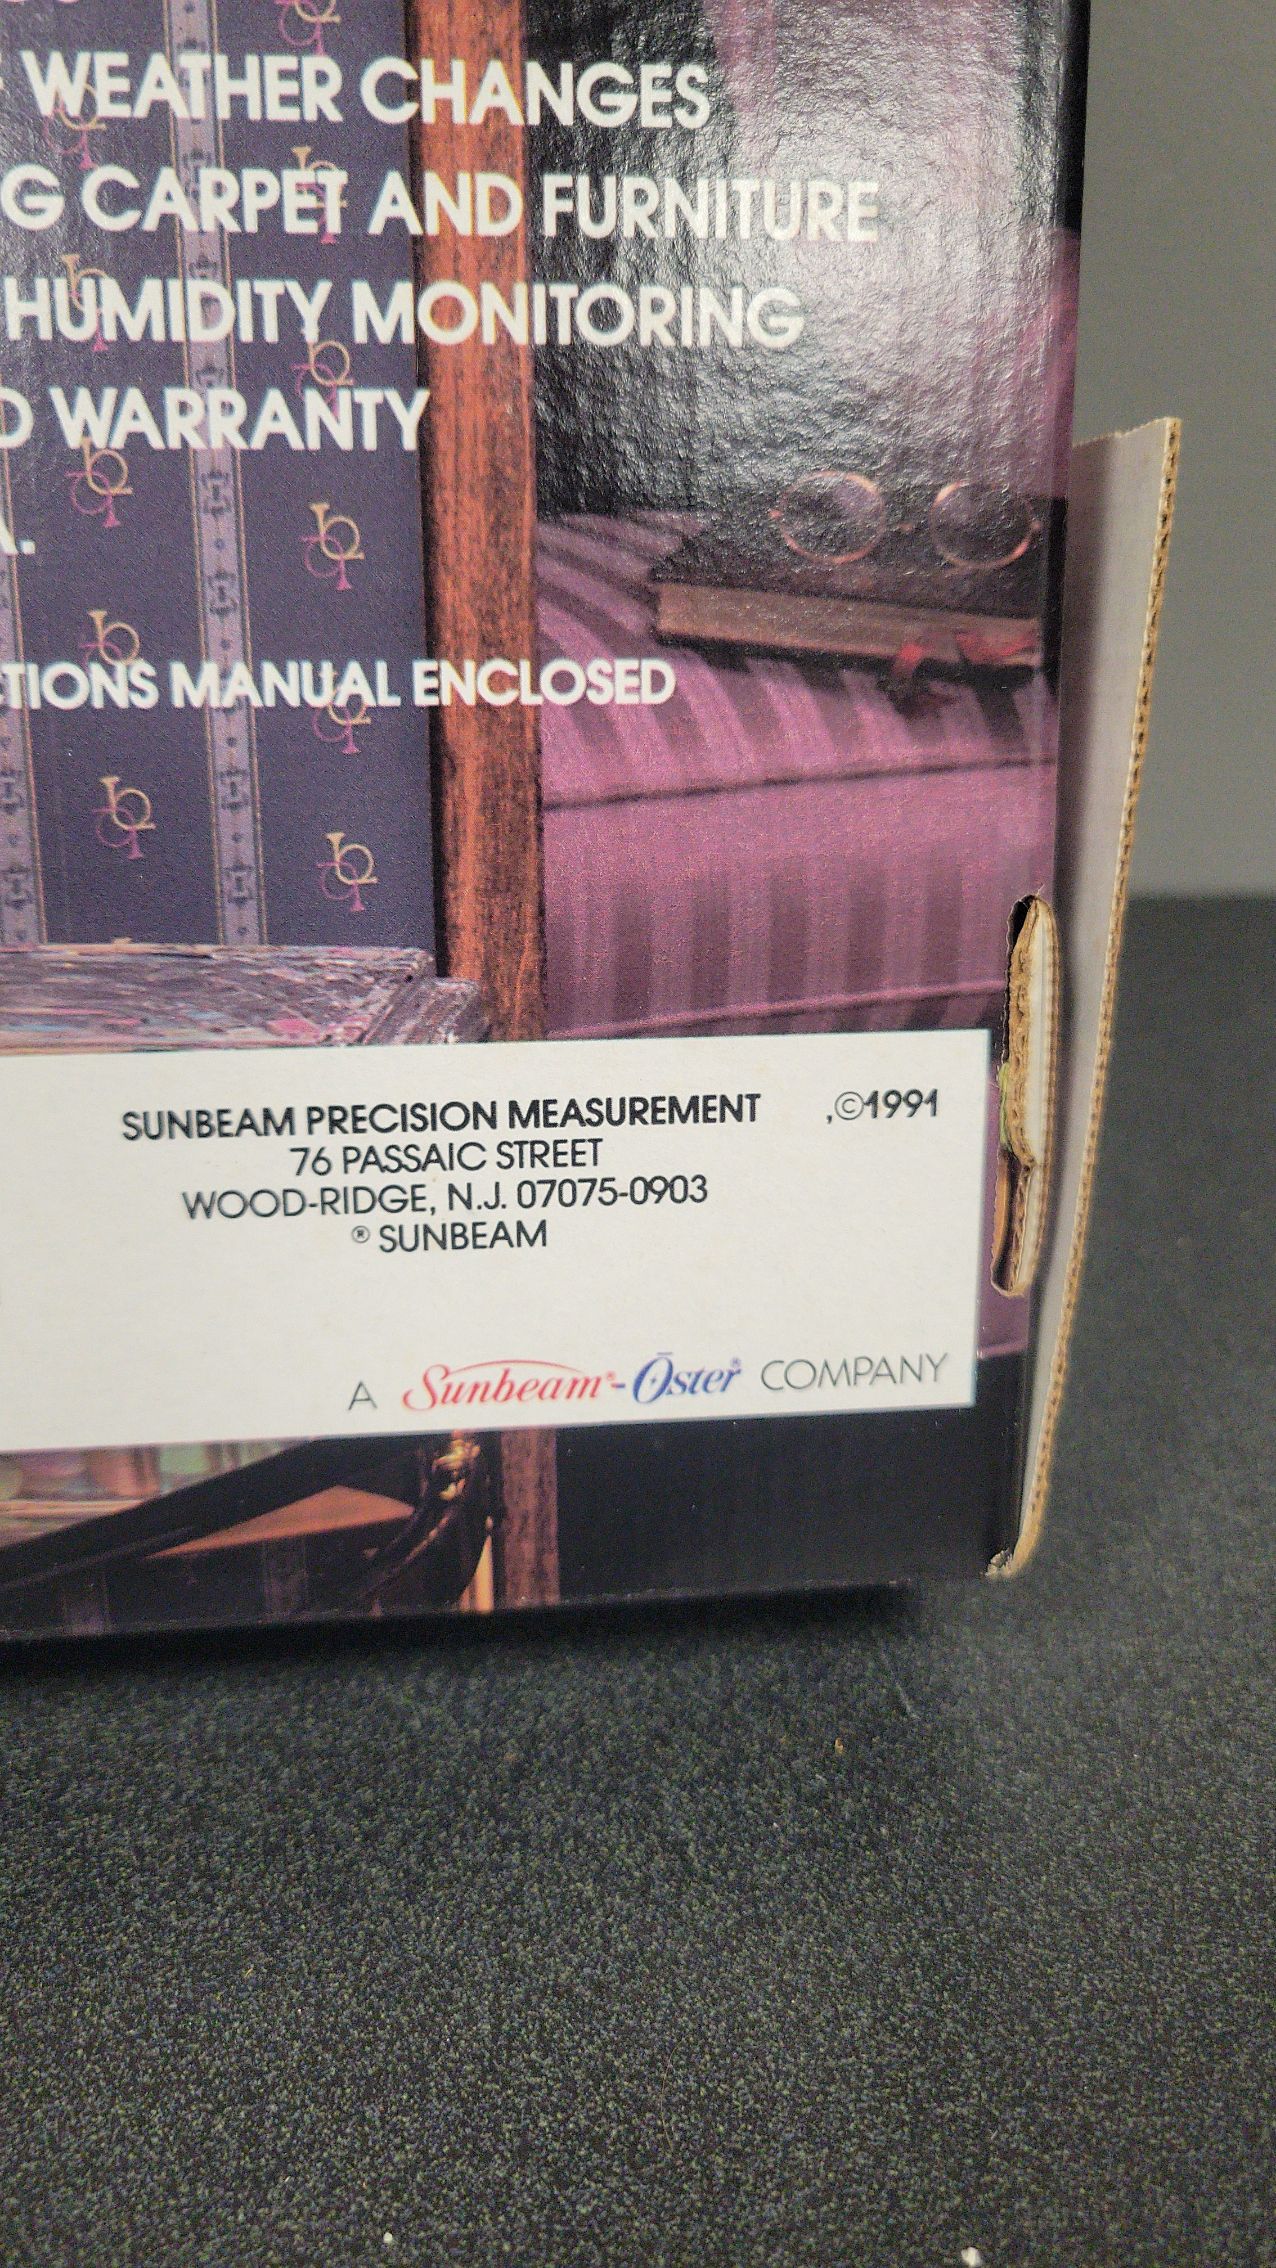 WEATHER CHANGES
G CARPET AND FURNITURE
HUMIDITY MONITORING
D WARRANTY
A.
CTIONS MANUAL ENCLOSED
SUNBEAM PRECISION MEASUREMENT ,©1991
76 PASSAIC STREET
WOOD-RIDGE, N.J. 07075-0903
® SUNBEAM
A Sunbeam®-Oster® COMPANY